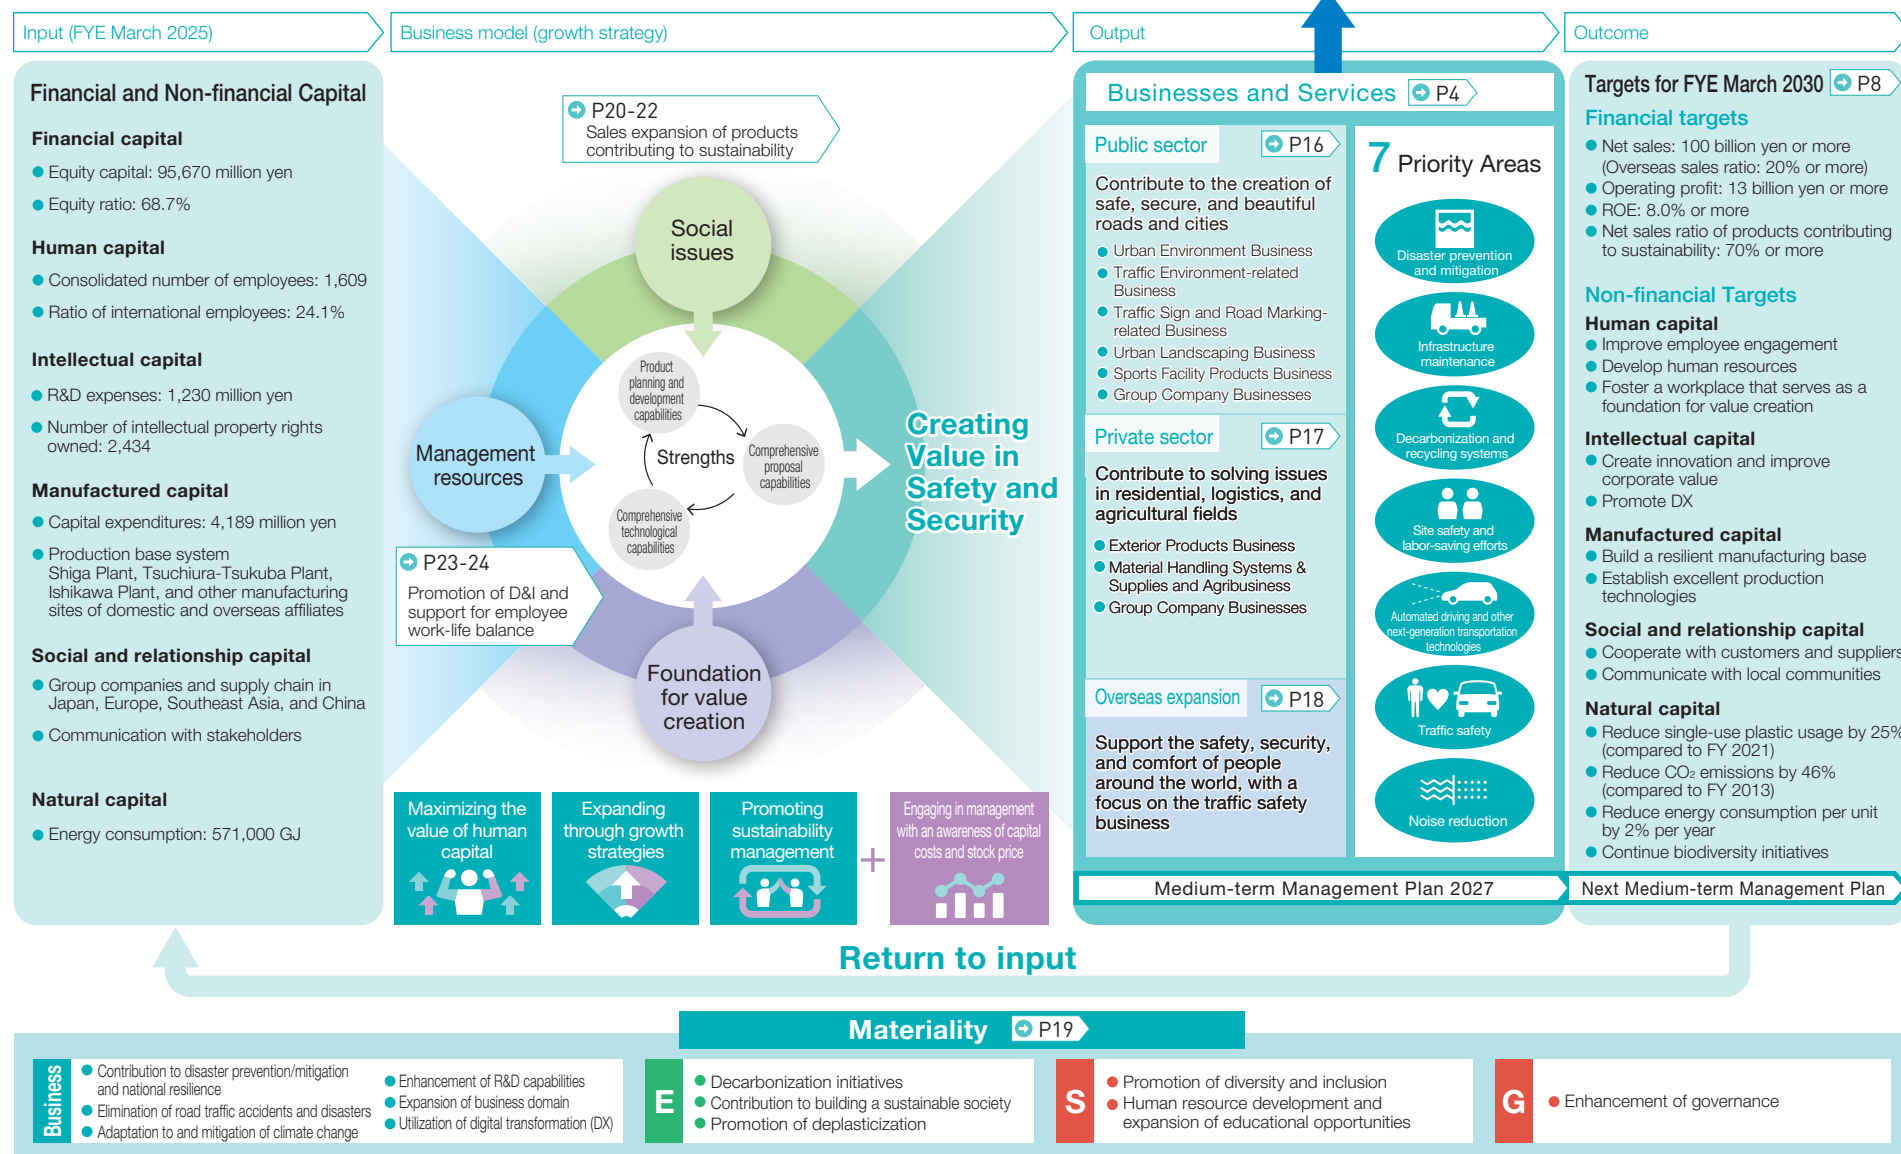 Input (FYE March 2025)
Business model (growth strategy)
Output
Outcome
Financial and Non-financial Capital
Financial capital
Equity capital: 95,670 million yen
Equity ratio: 68.7%
Human capital
Consolidated number of employees: 1,609
Ratio of international employees: 24.1%
Intellectual capital
R&D expenses: 1,230 million yen
Number of intellectual property rights
owned: 2,434
Manufactured capital
Capital expenditures: 4,189 million yen
Production base system
Shiga Plant, Tsuchiura-Tsukuba Plant,
Ishikawa Plant, and other manufacturing
sites of domestic and overseas affiliates
Social and relationship capital
Group companies and supply chain in
Japan, Europe, Southeast Asia, and China
Communication with stakeholders
Natural capital
Energy consumption: 571,000 GJ
P20-22
Sales expansion of products
contributing to sustainability
Social
issues
Management
resources
Product
planning and
development
capabilities
Strengths
Comprehensive
proposal
capabilities
Comprehensive
technological
capabilities
P23-24
Promotion of D&I and
support for employee
work-life balance
Foundation
for value
creation
Creating
Value in
Safety and
Security
Maximizing the
value of human
capital
Expanding
through growth
strategies
Promoting
sustainability
management
+
Engaging in management
with an awareness of capital
costs and stock price
Businesses and Services P4
Public sector P16
Contribute to the creation of
safe, secure, and beautiful
roads and cities
Urban Environment Business
Traffic Environment-related
Business
Traffic Sign and Road Marking-
related Business
Urban Landscaping Business
Sports Facility Products Business
Group Company Businesses
Private sector P17
Contribute to solving issues
in residential, logistics, and
agricultural fields
Exterior Products Business
Material Handling Systems &
Supplies and Agribusiness
Group Company Businesses
Overseas expansion P18
Support the safety, security,
and comfort of people
around the world, with a
focus on the traffic safety
business
7 Priority Areas
Disaster prevention
and mitigation
Infrastructure
maintenance
Decarbonization and
recycling systems
Site safety and
labor-saving efforts
Automated driving and other
next-generation transportation
technologies
Traffic safety
Noise reduction
Medium-term Management Plan 2027
Targets for FYE March 2030 P8
Financial targets
Net sales: 100 billion yen or more
(Overseas sales ratio: 20% or more)
Operating profit: 13 billion yen or more
ROE: 8.0% or more
Net sales ratio of products contributing
to sustainability: 70% or more
Non-financial Targets
Human capital
Improve employee engagement
Develop human resources
Foster a workplace that serves as a
foundation for value creation
Intellectual capital
Create innovation and improve
corporate value
Promote DX
Manufactured capital
Build a resilient manufacturing base
Establish excellent production
technologies
Social and relationship capital
Cooperate with customers and suppliers
Communicate with local communities
Natural capital
Reduce single-use plastic usage by 25%
(compared to FY 2021)
Reduce CO₂ emissions by 46%
(compared to FY 2013)
Reduce energy consumption per unit
by 2% per year
Continue biodiversity initiatives
Next Medium-term Management Plan
Return to input
Materiality P19
Business
Contribution to disaster prevention/mitigation
and national resilience
Elimination of road traffic accidents and disasters
Adaptation to and mitigation of climate change
Enhancement of R&D capabilities
Expansion of business domain
Utilization of digital transformation (DX)
E
Decarbonization initiatives
Contribution to building a sustainable society
Promotion of deplasticization
S
Promotion of diversity and inclusion
Human resource development and
expansion of educational opportunities
G
Enhancement of governance